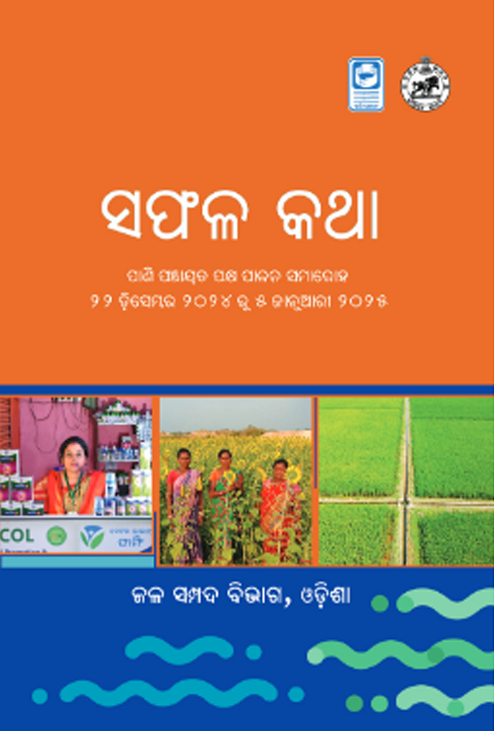 ସଫଳ କଥା
ପାଣି ପଞ୍ଚାୟତ ପକ୍ଷ ପାଳନ ସମାରୋହ
୨୨ ଡ଼ିସେମ୍ବର ୨୦୨୪ ରୁ ୫ ଜାନୁଆରୀ ୨୦୨୫
COL
ଜଳ ସମ୍ପଦ ବିଭାଗ, ଓଡ଼ିଶା